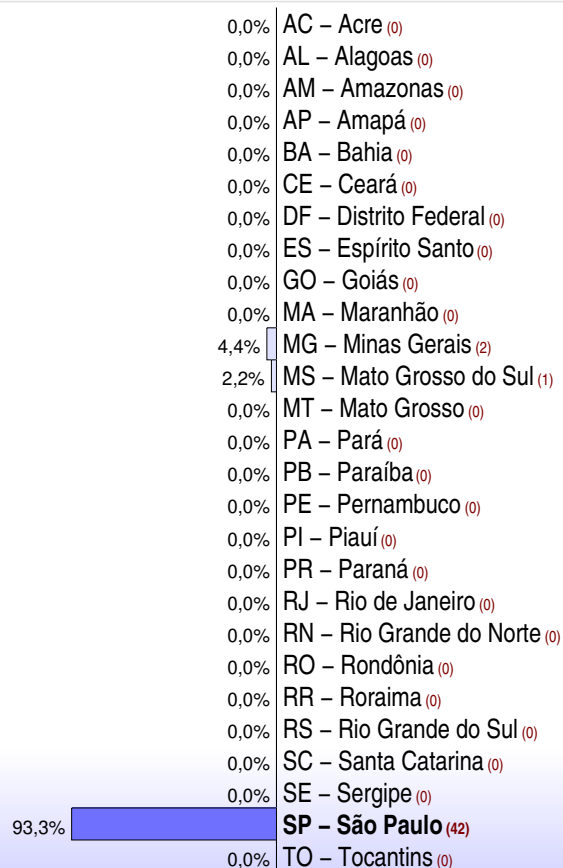 0,0% AC – Acre (0)
0,0% AL – Alagoas (0)
0,0% AM – Amazonas (0)
0,0% AP – Amapá (0)
0,0% BA – Bahia (0)
0,0% CE – Ceará (0)
0,0% DF – Distrito Federal (0)
0,0% ES – Espírito Santo (0)
0,0% GO – Goiás (0)
0,0% MA – Maranhão (0)
4,4% MG – Minas Gerais (2)
2,2% MS – Mato Grosso do Sul (1)
0,0% MT – Mato Grosso (0)
0,0% PA – Pará (0)
0,0% PB – Paraíba (0)
0,0% PE – Pernambuco (0)
0,0% PI – Piauí (0)
0,0% PR – Paraná (0)
0,0% RJ – Rio de Janeiro (0)
0,0% RN – Rio Grande do Norte (0)
0,0% RO – Rondônia (0)
0,0% RR – Roraima (0)
0,0% RS – Rio Grande do Sul (0)
0,0% SC – Santa Catarina (0)
0,0% SE – Sergipe (0)
93,3% SP – São Paulo (42)
0,0% TO – Tocantins (0)